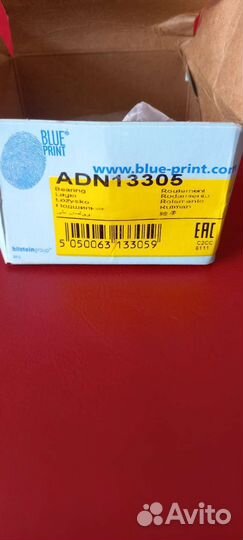 BLUE
PRINT
www.blue-print.com
ADN13305
Bearing
Lager
Łożysko
Подшипник
Roulement
Rodamiento
Rolamento
Rulman
5 050063 133059
EAC
bilsteingroup
Avito